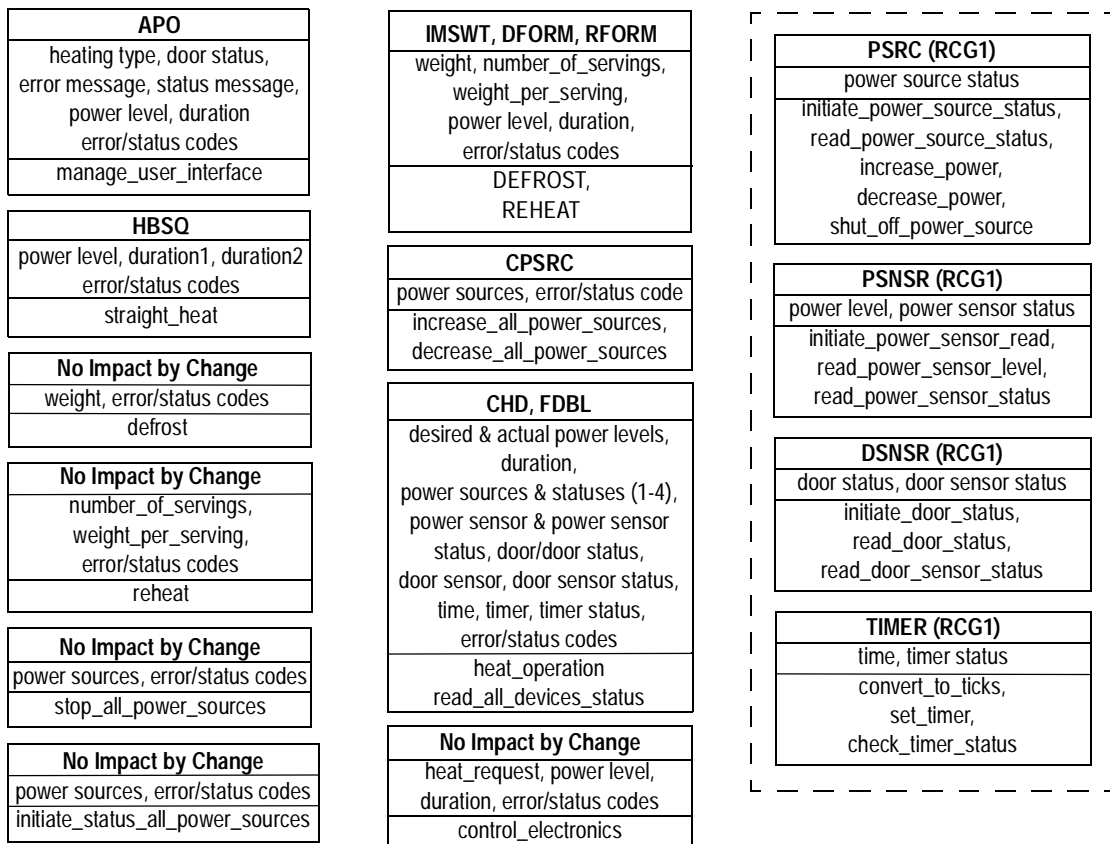 APO
heating type, door status,
error message, status message,
power level, duration
error/status codes
manage_user_interface
HBSQ
power level, duration1, duration2
error/status codes
straight_heat
No Impact by Change
weight, error/status codes
defrost
No Impact by Change
number_of_servings,
weight_per_serving,
error/status codes
reheat
No Impact by Change
power sources, error/status codes
stop_all_power_sources
No Impact by Change
power sources, error/status codes
initiate_status_all_power_sources
IMSWT, DFORM, RFORM
weight, number_of_servings,
weight_per_serving,
power level, duration,
error/status codes
DEFROST,
REHEAT
CPSRC
power sources, error/status code
increase_all_power_sources,
decrease_all_power_sources
CHD, FDBL
desired & actual power levels,
duration,
power sources & statuses (1-4),
power sensor & power sensor
status, door/door status,
door sensor, door sensor status,
time, timer, timer status,
error/status codes
heat_operation
read_all_devices_status
No Impact by Change
heat_request, power level,
duration, error/status codes
control_electronics
PSRC (RCG1)
power source status
initiate_power_source_status,
read_power_source_status,
increase_power,
decrease_power,
shut_off_power_source
PSNSR (RCG1)
power level, power sensor status
initiate_power_sensor_read,
read_power_sensor_level,
read_power_sensor_status
DSNSR (RCG1)
door status, door sensor status
initiate_door_status,
read_door_status,
read_door_sensor_status
TIMER (RCG1)
time, timer status
convert_to_ticks,
set_timer,
check_timer_status